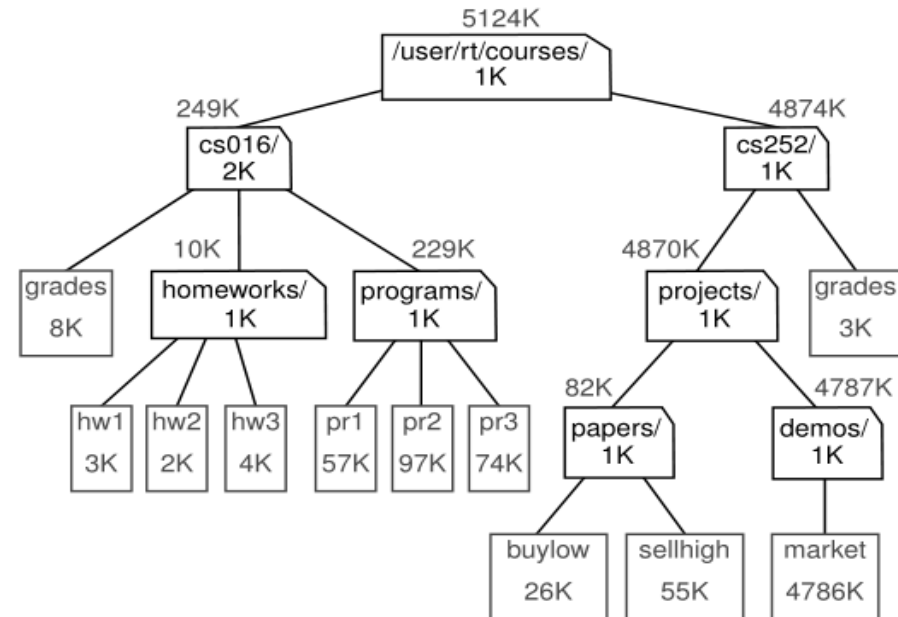 5124K
/user/rt/courses/
1K
249K
4874K
cs016/
2K
cs252/
1K
10K
229K
4870K
grades
8K
homeworks/
1K
programs/
1K
projects/
1K
grades
3K
82K
4787K
hw1
3K
hw2
2K
hw3
4K
pr1
57K
pr2
97K
pr3
74K
papers/
1K
demos/
1K
buylow
26K
sellhigh
55K
market
4786K